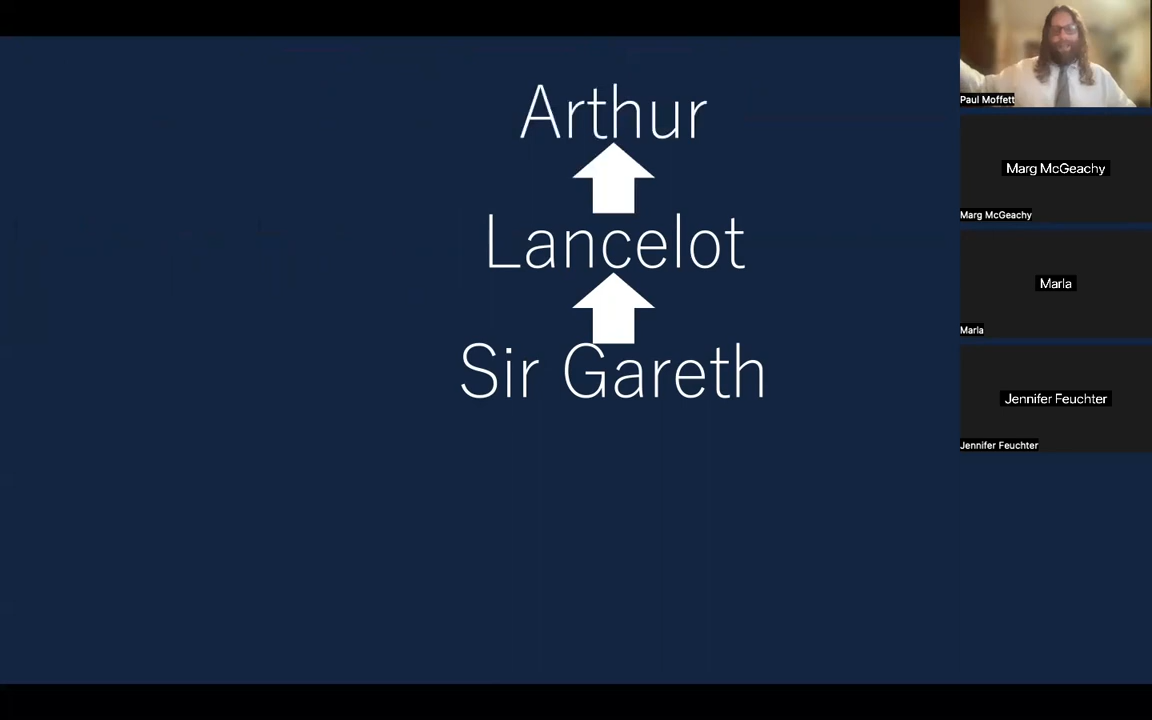 Arthur
Lancelot
Sir Gareth
Paul Moffett
Marg McGeachy
Marg McGeachy
Marla
Marla
Jennifer Feuchter
Jennifer Feuchter